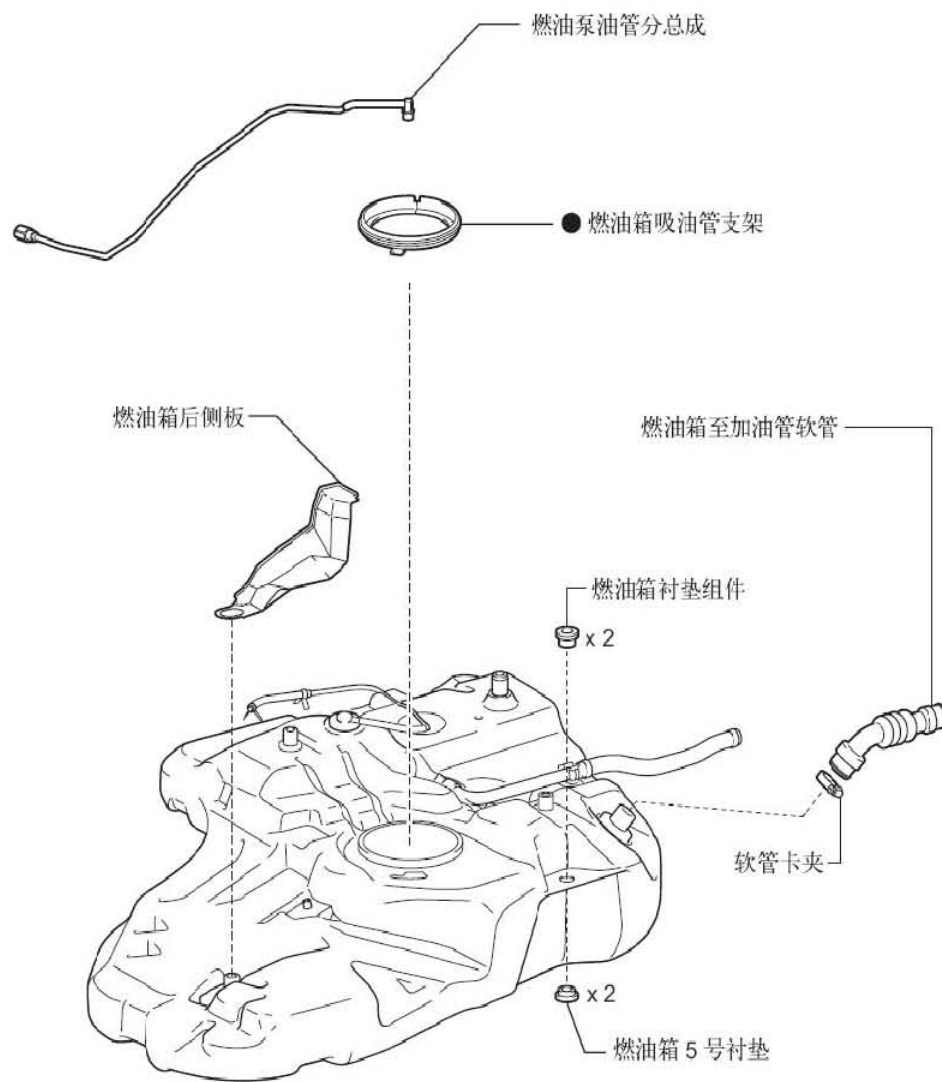 燃油泵油管分总成
● 燃油箱吸油管支架
燃油箱后侧板
燃油箱至加油管软管
燃油箱衬垫组件
x 2
软管卡夹
x 2
燃油箱 5 号衬垫